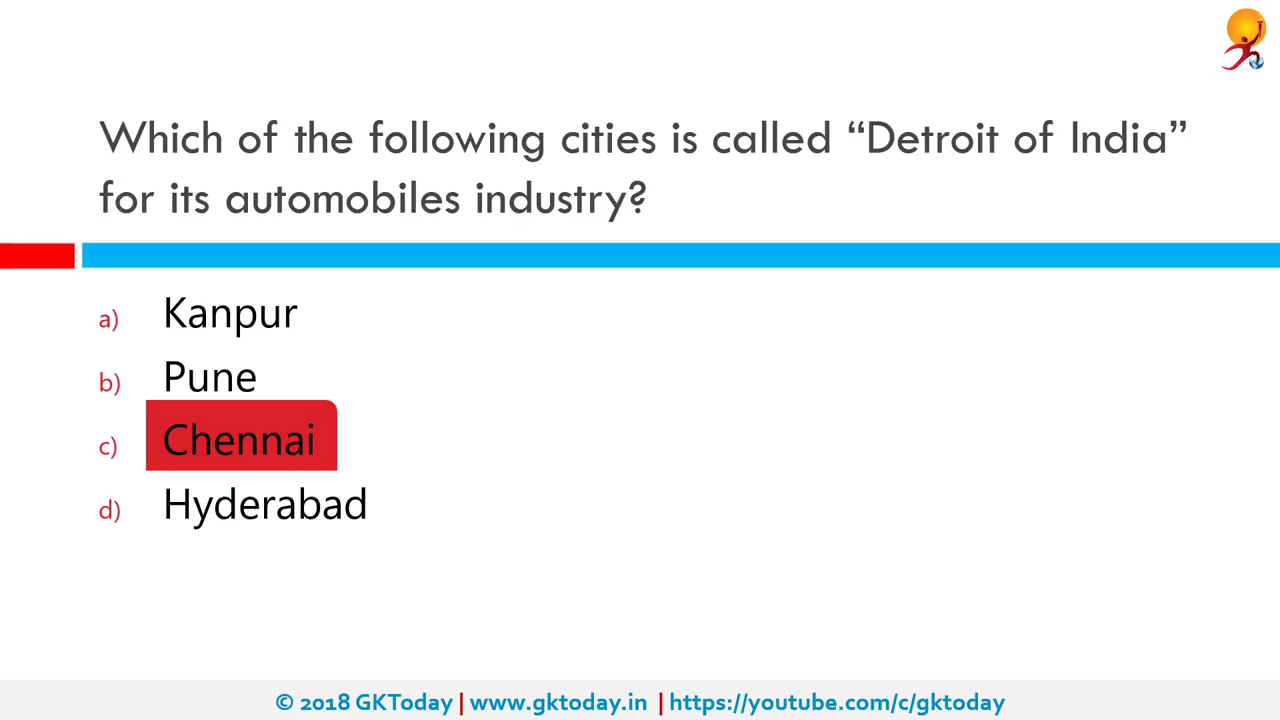 Which of the following cities is called “Detroit of India”
for its automobiles industry?
a) Kanpur
b) Pune
c) Chennai
d) Hyderabad
© 2018 GKToday | www.gktoday.in | https://youtube.com/c/gktoday